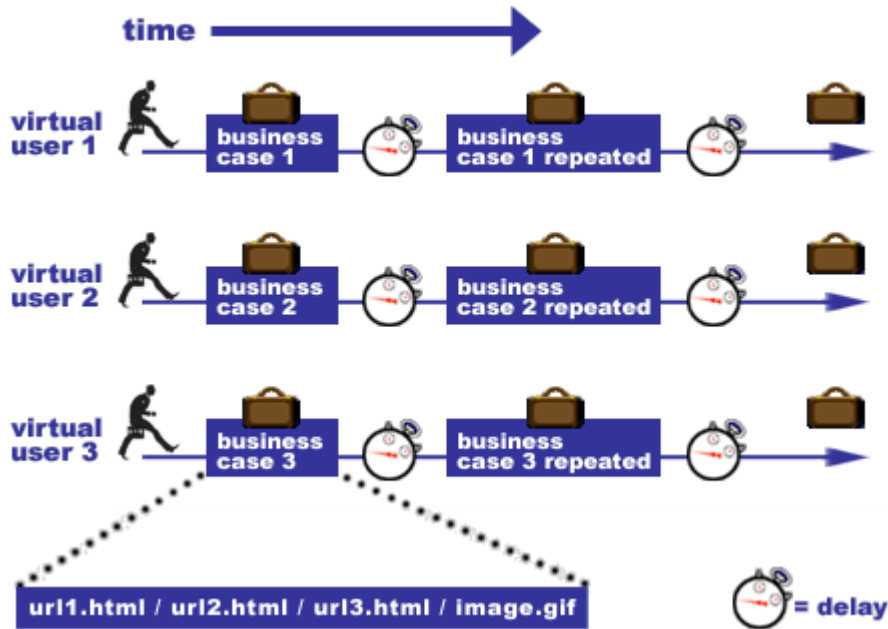 time
virtual
user 1
business
case 1
business
case 1 repeated
virtual
user 2
business
case 2
business
case 2 repeated
virtual
user 3
business
case 3
business
case 3 repeated
url1.html / url2.html / url3.html / image.gif
= delay